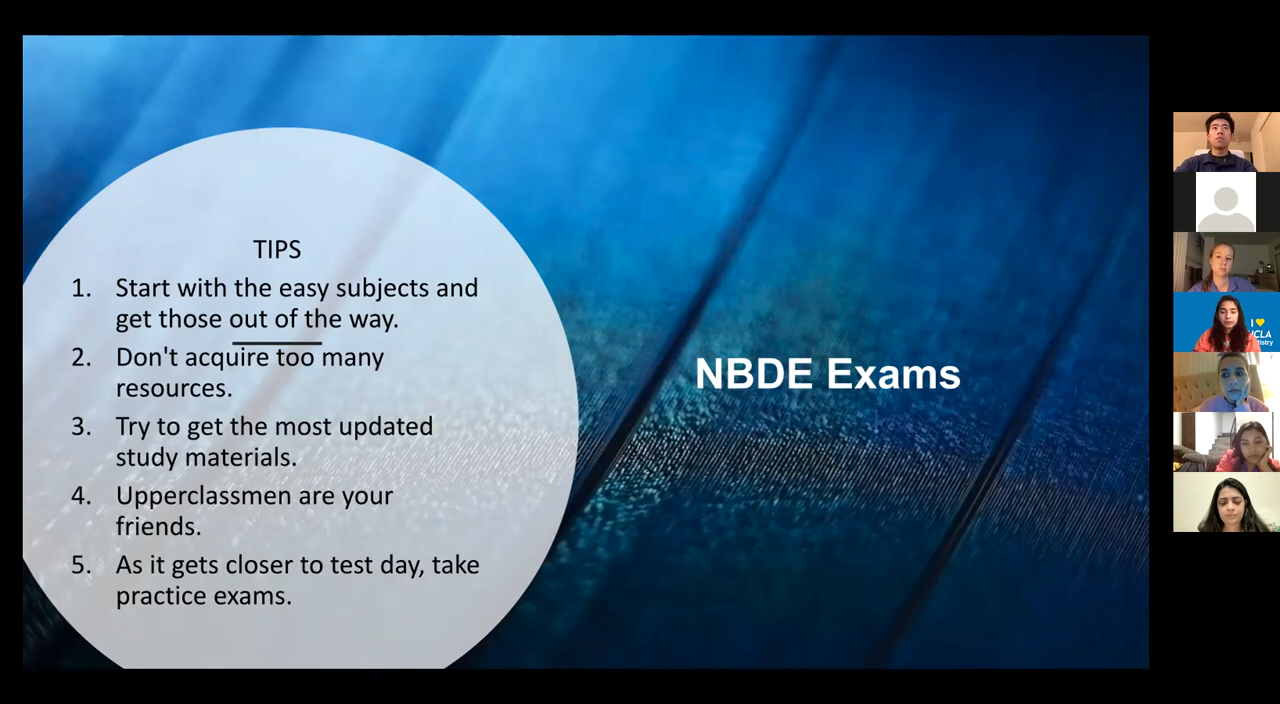 TIPS
1. Start with the easy subjects and
get those out of the way.
2. Don't acquire too many
resources.
3. Try to get the most updated
study materials.
4. Upperclassmen are your
friends.
5. As it gets closer to test day, take
practice exams.
NBDE Exams
I 💛